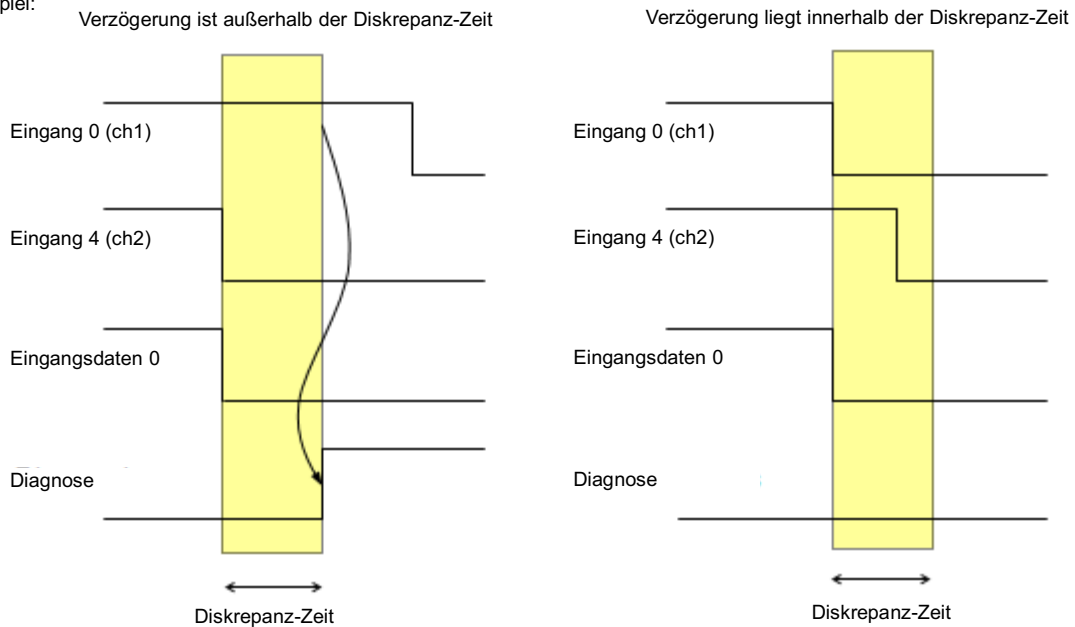 Verzögerung ist außerhalb der Diskrepanz-Zeit
Eingang 0 (ch1)
Eingang 4 (ch2)
Eingangsdaten 0
Diagnose
Diskrepanz-Zeit
Verzögerung liegt innerhalb der Diskrepanz-Zeit
Eingang 0 (ch1)
Eingang 4 (ch2)
Eingangsdaten 0
Diagnose
Diskrepanz-Zeit